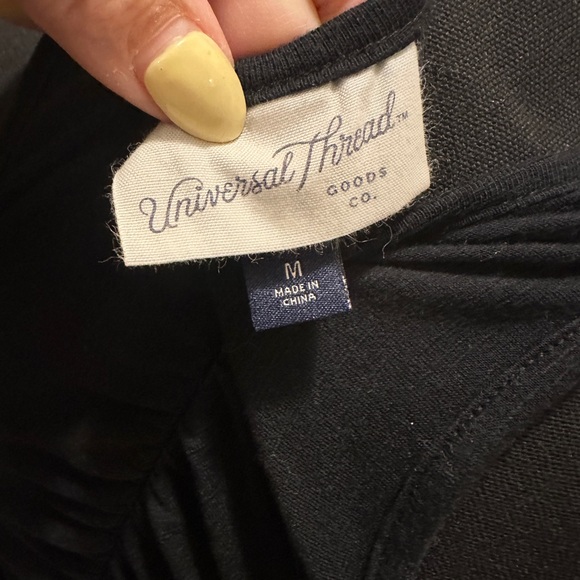 Universal Thread™
GOODS
CO.
M
MADE IN
CHINA